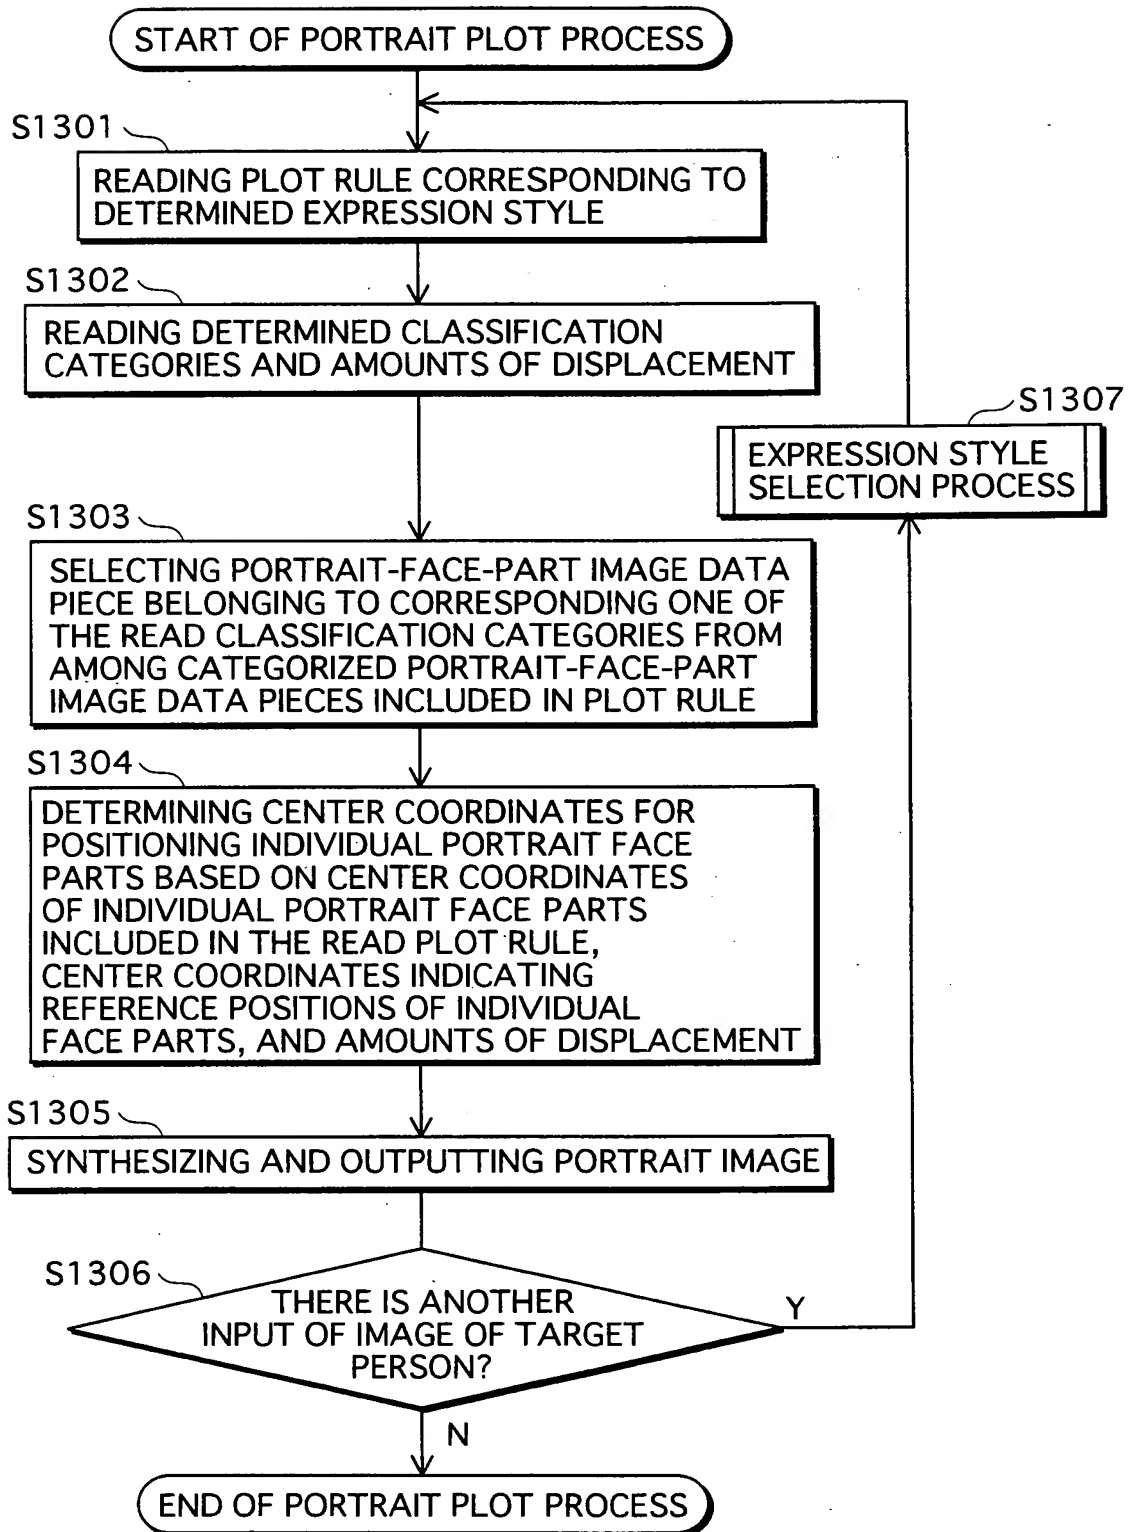 START OF PORTRAIT PLOT PROCESS
S1301
READING PLOT RULE CORRESPONDING TO
DETERMINED EXPRESSION STYLE
S1302
READING DETERMINED CLASSIFICATION
CATEGORIES AND AMOUNTS OF DISPLACEMENT
S1307
EXPRESSION STYLE
SELECTION PROCESS
S1303
SELECTING PORTRAIT-FACE-PART IMAGE DATA
PIECE BELONGING TO CORRESPONDING ONE OF
THE READ CLASSIFICATION CATEGORIES FROM
AMONG CATEGORIZED PORTRAIT-FACE-PART
IMAGE DATA PIECES INCLUDED IN PLOT RULE
S1304
DETERMINING CENTER COORDINATES FOR
POSITIONING INDIVIDUAL PORTRAIT FACE
PARTS BASED ON CENTER COORDINATES
OF INDIVIDUAL PORTRAIT FACE PARTS
INCLUDED IN THE READ PLOT RULE,
CENTER COORDINATES INDICATING
REFERENCE POSITIONS OF INDIVIDUAL
FACE PARTS, AND AMOUNTS OF DISPLACEMENT
S1305
SYNTHESIZING AND OUTPUTTING PORTRAIT IMAGE
S1306
THERE IS ANOTHER
INPUT OF IMAGE OF TARGET
PERSON?
Y
N
END OF PORTRAIT PLOT PROCESS